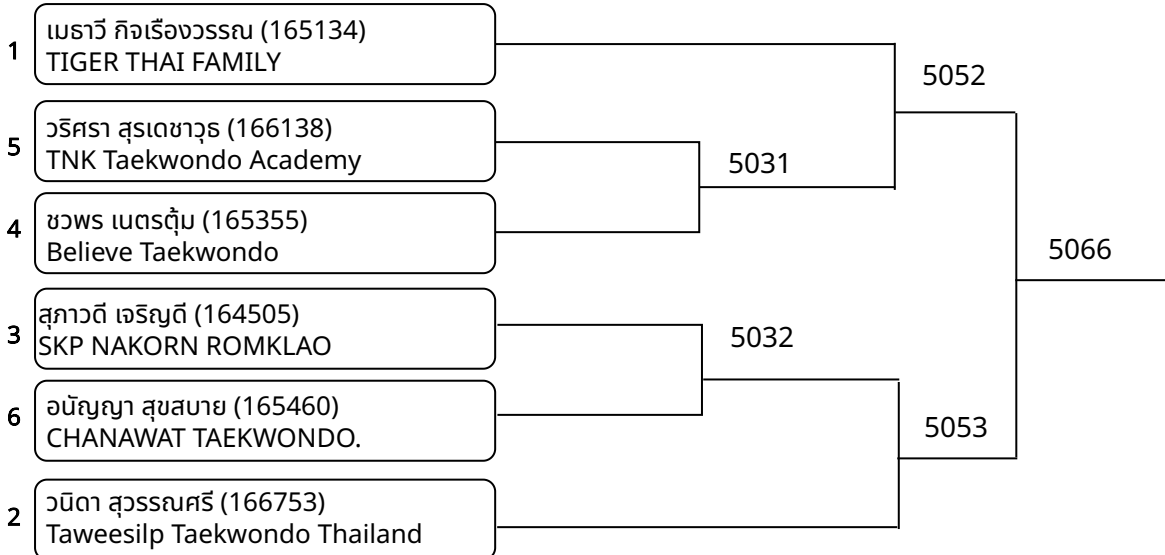 1
เมธาวี กิจเรืองวรรณ (165134)
TIGER THAI FAMILY
5052
5
วริศรา สุรเดชาวุธ (166138)
TNK Taekwondo Academy
5031
4
ชวพร เนตรตุ้ม (165355)
Believe Taekwondo
5066
3
สุภาวดี เจริญดี (164505)
SKP NAKORN ROMKLAO
5032
6
อนัญญา สุขสบาย (165460)
CHANAWAT TAEKWONDO.
5053
2
วนิดา สุวรรณศรี (166753)
Taweesilp Taekwondo Thailand